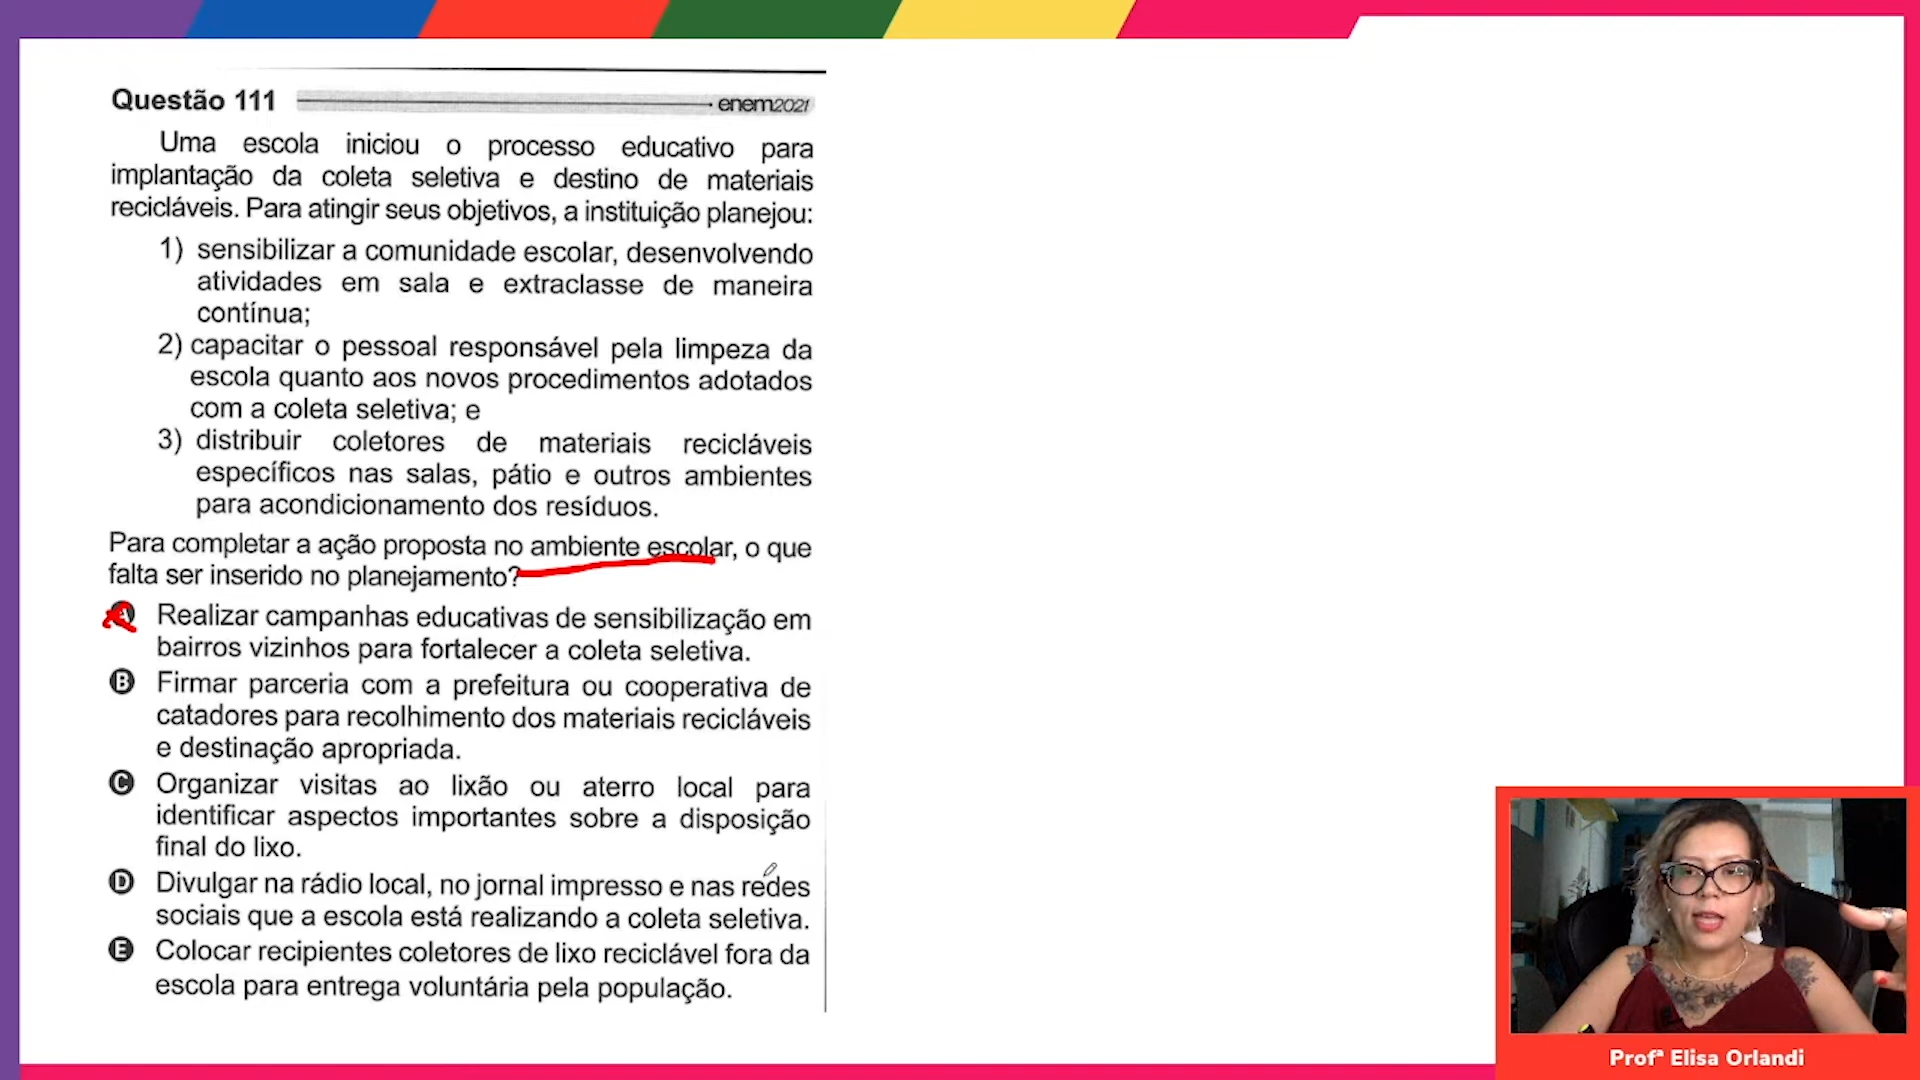 Questão 111
enem2021
Uma escola iniciou o processo educativo para
implantação da coleta seletiva e destino de materiais
recicláveis. Para atingir seus objetivos, a instituição planejou:
1) sensibilizar a comunidade escolar, desenvolvendo
atividades em sala e extraclasse de maneira
contínua;
2) capacitar o pessoal responsável pela limpeza da
escola quanto aos novos procedimentos adotados
com a coleta seletiva; e
3) distribuir coletores de materiais recicláveis
específicos nas salas, pátio e outros ambientes
para acondicionamento dos resíduos.
Para completar a ação proposta no ambiente escolar, o que
falta ser inserido no planejamento?
A Realizar campanhas educativas de sensibilização em
bairros vizinhos para fortalecer a coleta seletiva.
B Firmar parceria com a prefeitura ou cooperativa de
catadores para recolhimento dos materiais recicláveis
e destinação apropriada.
C Organizar visitas ao lixão ou aterro local para
identificar aspectos importantes sobre a disposição
final do lixo.
D Divulgar na rádio local, no jornal impresso e nas redes
sociais que a escola está realizando a coleta seletiva.
E Colocar recipientes coletores de lixo reciclável fora da
escola para entrega voluntária pela população.
Profª Elisa Orlandi